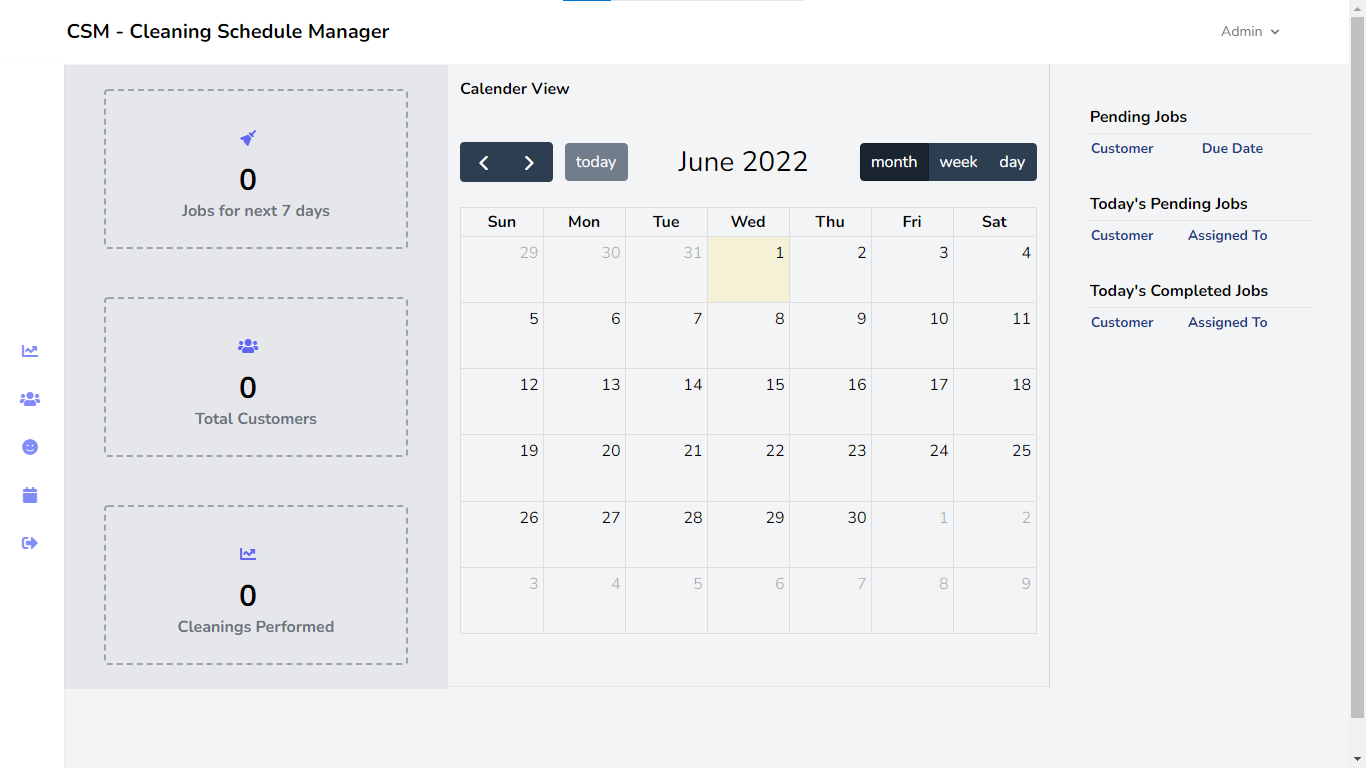 CSM - Cleaning Schedule Manager
Admin
0
Jobs for next 7 days
0
Total Customers
0
Cleanings Performed
Calender View
today
June 2022
month week day
Sun Mon Tue Wed Thu Fri Sat
29 30 31 1 2 3 4
5 6 7 8 9 10 11
12 13 14 15 16 17 18
19 20 21 22 23 24 25
26 27 28 29 30 1 2
3 4 5 6 7 8 9
Pending Jobs
Customer Due Date
Today's Pending Jobs
Customer Assigned To
Today's Completed Jobs
Customer Assigned To